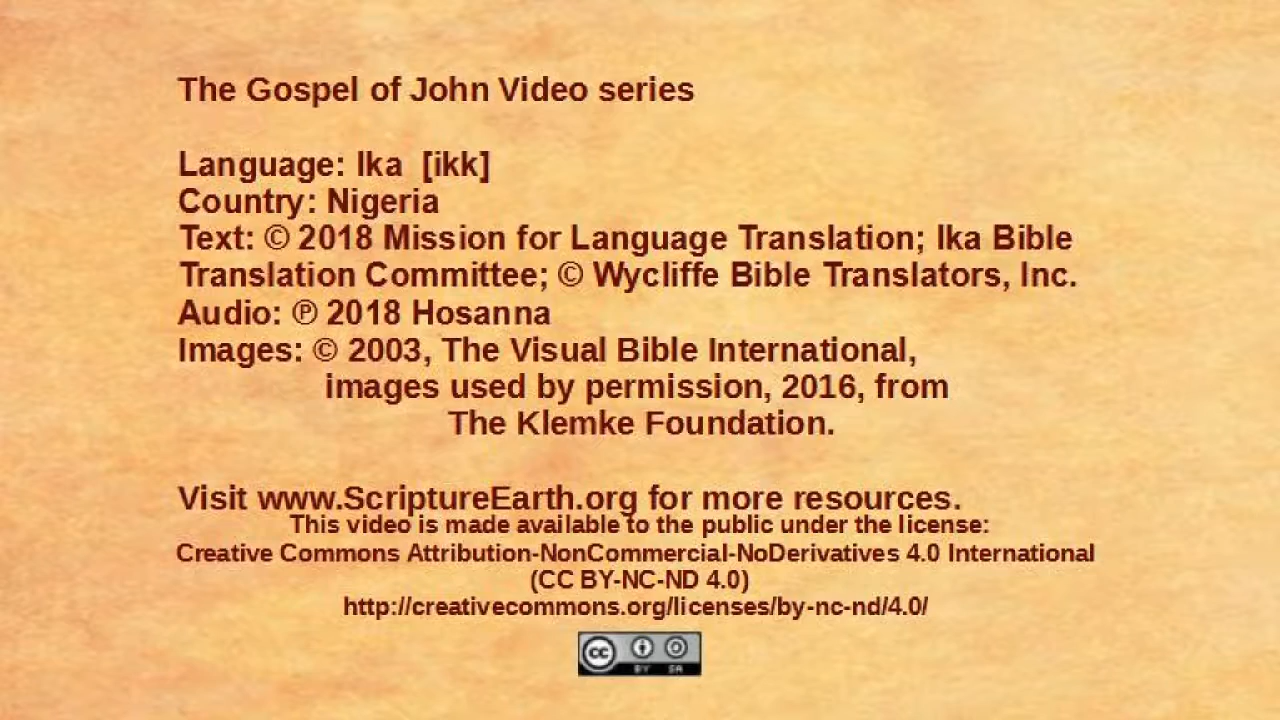 The Gospel of John Video series
Language: Ika [ikk]
Country: Nigeria
Text: © 2018 Mission for Language Translation; Ika Bible
Translation Committee; © Wycliffe Bible Translators, Inc.
Audio: ℗ 2018 Hosanna
Images: © 2003, The Visual Bible International,
images used by permission, 2016, from
The Klemke Foundation.
Visit www.ScriptureEarth.org for more resources.
This video is made available to the public under the license:
Creative Commons Attribution-NonCommercial-NoDerivatives 4.0 International
(CC BY-NC-ND 4.0)
http://creativecommons.org/licenses/by-nc-nd/4.0/
cc BY SA